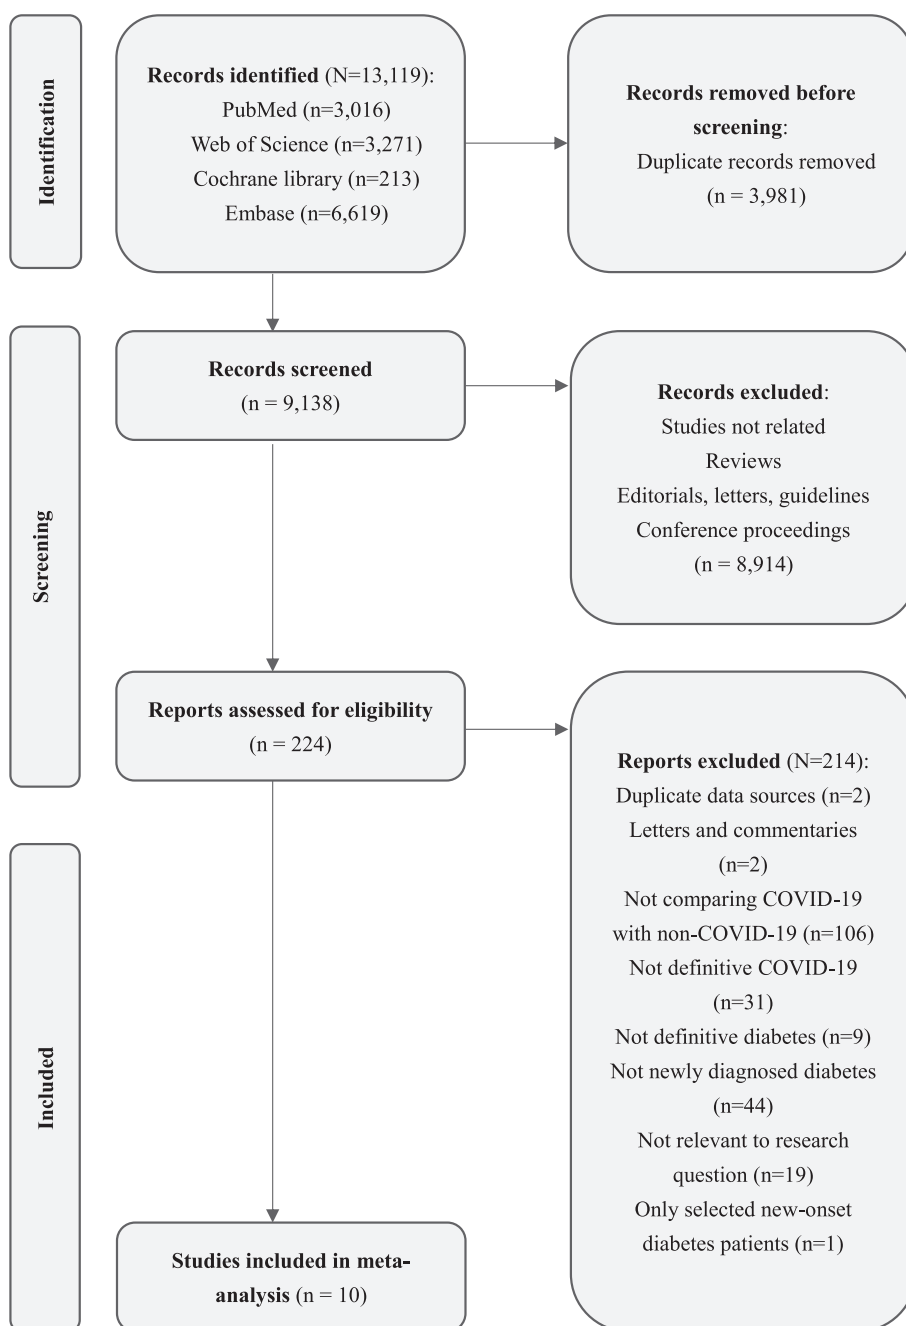 Identification
Records identified (N=13,119):
PubMed (n=3,016)
Web of Science (n=3,271)
Cochrane library (n=213)
Embase (n=6,619)
Records removed before
screening:
Duplicate records removed
(n = 3,981)
Screening
Records screened
(n = 9,138)
Records excluded:
Studies not related
Reviews
Editorials, letters, guidelines
Conference proceedings
(n = 8,914)
Reports assessed for eligibility
(n = 224)
Reports excluded (N=214):
Duplicate data sources (n=2)
Letters and commentaries
(n=2)
Not comparing COVID-19
with non-COVID-19 (n=106)
Not definitive COVID-19
(n=31)
Not definitive diabetes (n=9)
Not newly diagnosed diabetes
(n=44)
Not relevant to research
question (n=19)
Only selected new-onset
diabetes patients (n=1)
Included
Studies included in meta-
analysis (n = 10)